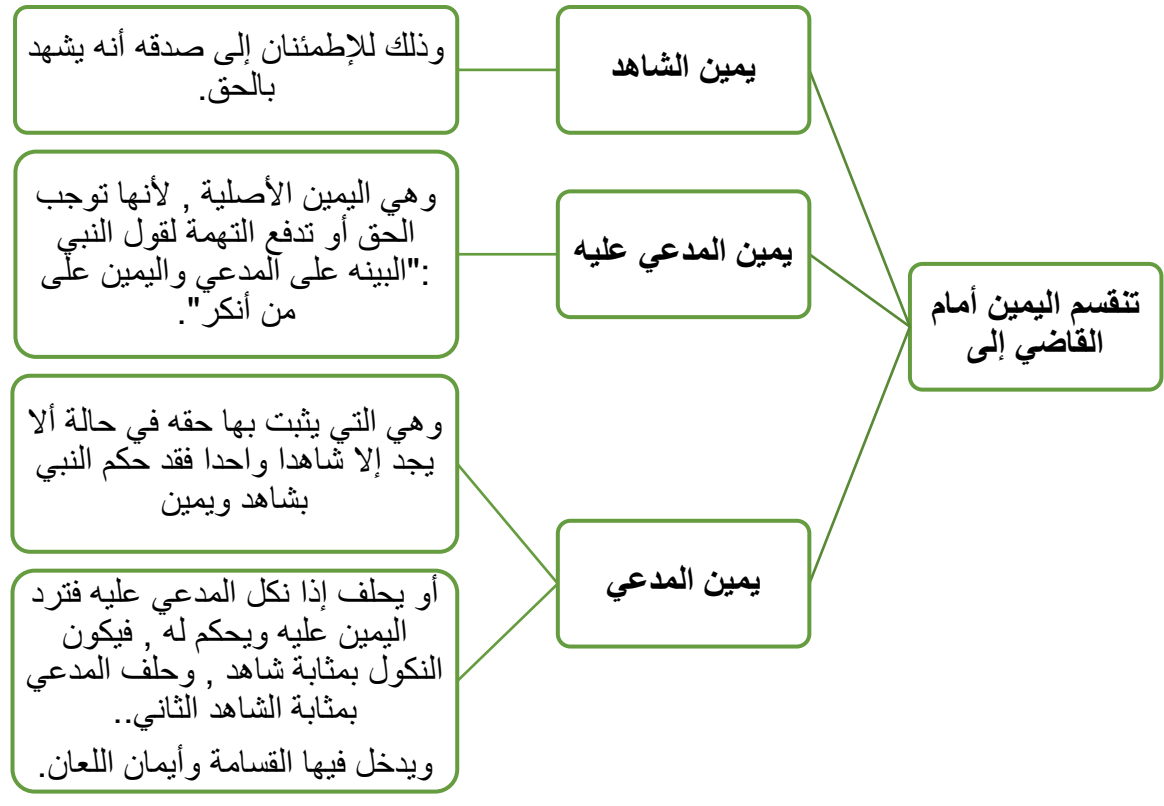 تنقسم اليمين أمام
القاضي إلى
يمين الشاهد
وذلك للإطمئنان إلى صدقه أنه يشهد
بالحق.
يمين المدعي عليه
وهي اليمين الأصلية , لأنها توجب
الحق أو تدفع التهمة لقول النبي
:"البينه على المدعي واليمين على
من أنكر".
يمين المدعي
وهي التي يثبت بها حقه في حالة ألا
يجد إلا شاهدا واحدا فقد حكم النبي
بشاهد ويمين
أو يحلف إذا نكل المدعي عليه فترد
اليمين عليه ويحكم له , فيكون
النكول بمثابة شاهد , وحلف المدعي
بمثابة الشاهد الثاني..
ويدخل فيها القسامة وأيمان اللعان.